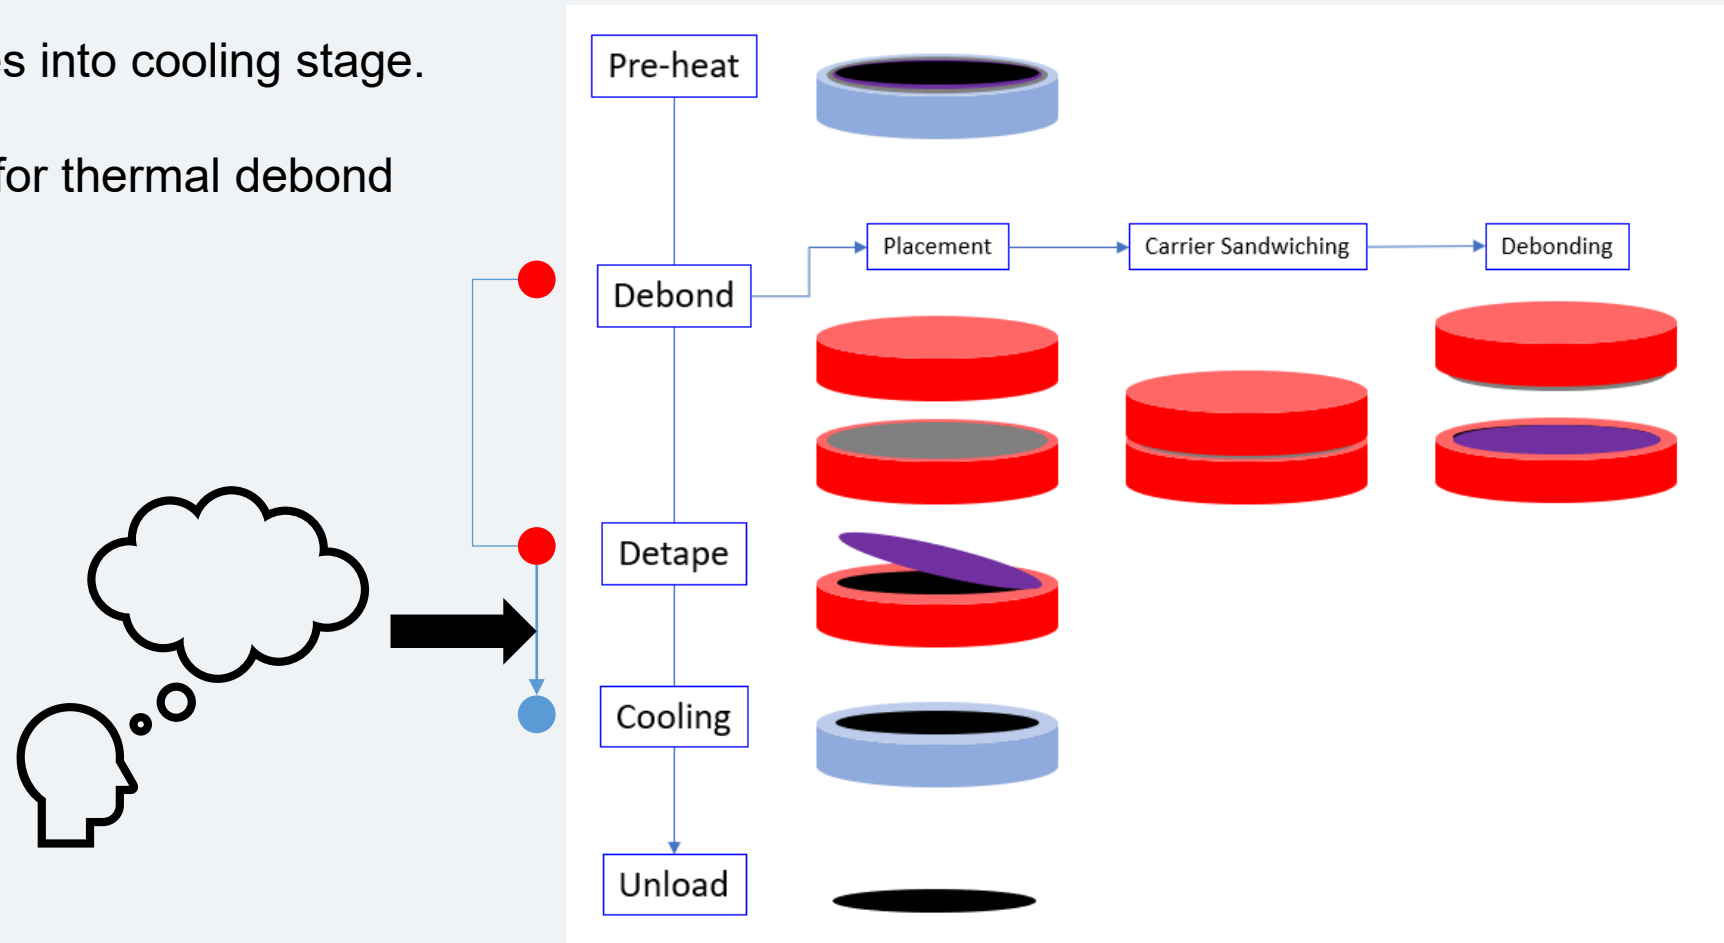 s into cooling stage.
for thermal debond
Pre-heat
Debond
Placement
Carrier Sandwiching
Debonding
Detape
Cooling
Unload